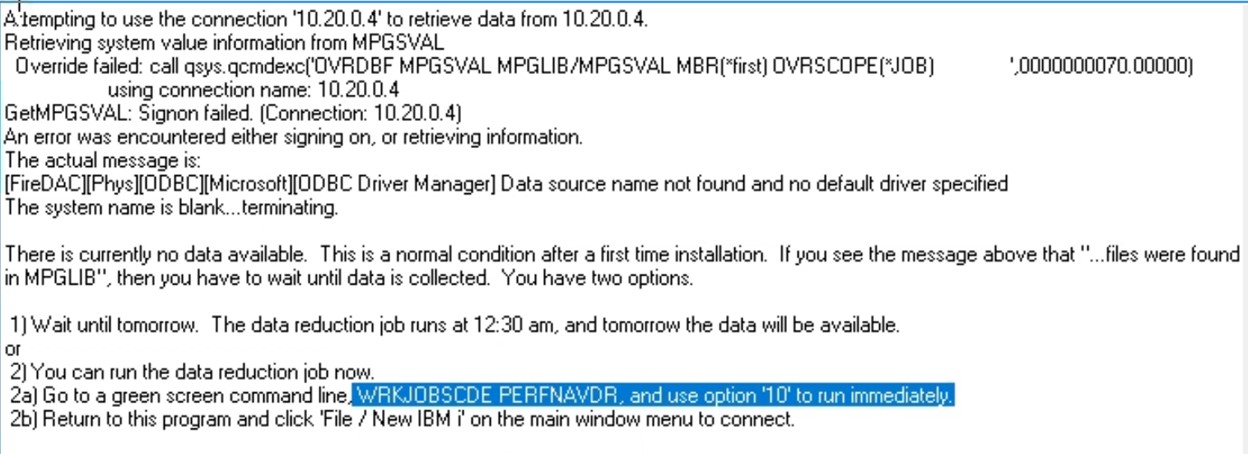 Attempting to use the connection '10.20.0.4' to retrieve data from 10.20.0.4.
Retrieving system value information from MPGSVAL
Override failed: call qsys.qcmdexc('OVRDBF MPGSVAL MPGLIB/MPGSVAL MBR(*first) OVRSCOPE(*JOB) ',0000000070.00000)
using connection name: 10.20.0.4
GetMPGSVAL: Signon failed. (Connection: 10.20.0.4)
An error was encountered either signing on, or retrieving information.
The actual message is:
[FireDAC][Phys][ODBC][Microsoft][ODBC Driver Manager] Data source name not found and no default driver specified
The system name is blank...terminating.
There is currently no data available. This is a normal condition after a first time installation. If you see the message above that "...files were found
in MPGLIB", then you have to wait until data is collected. You have two options.
1) Wait until tomorrow. The data reduction job runs at 12:30 am, and tomorrow the data will be available.
or
2) You can run the data reduction job now.
2a) Go to a green screen command line, WRKJOBSCDE PERFNAVDR, and use option '10' to run immediately.
2b) Return to this program and click 'File / New IBM i' on the main window menu to connect.